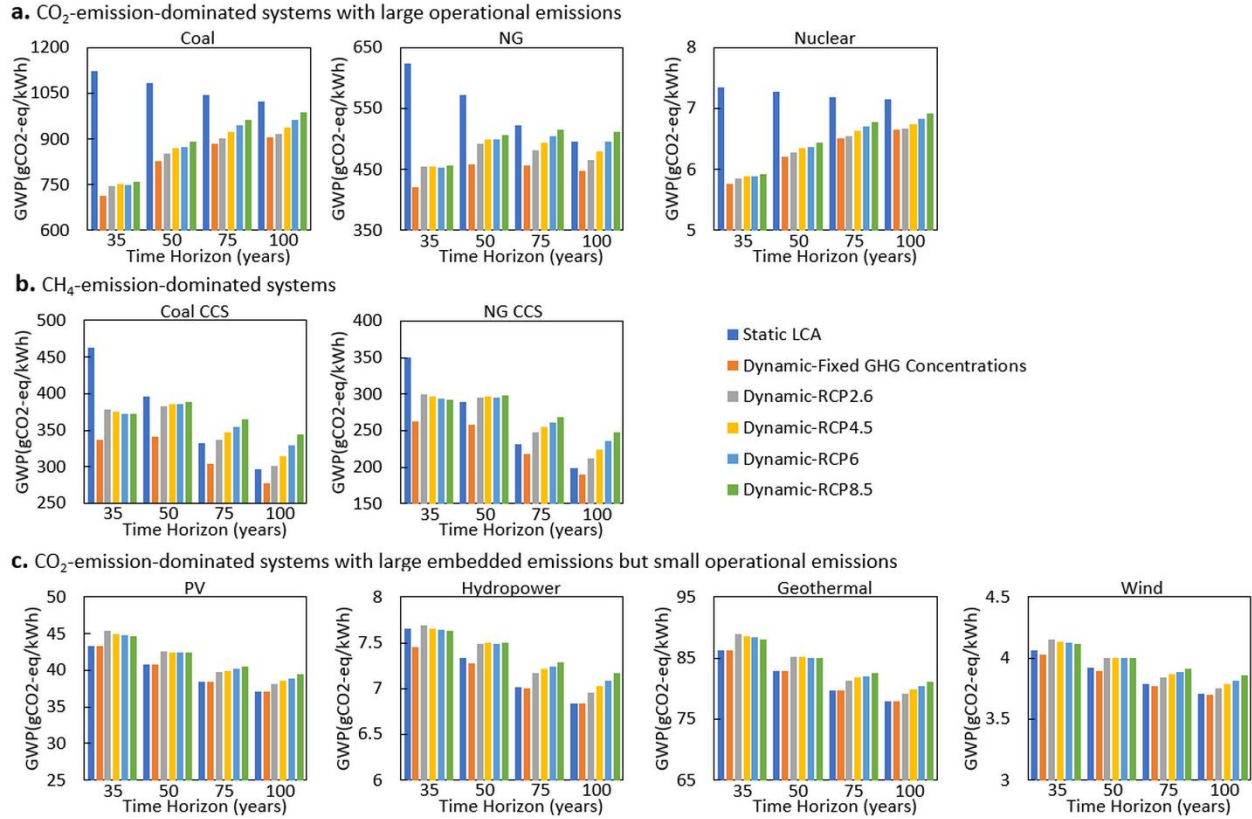 a. CO₂-emission-dominated systems with large operational emissions
Coal
GWP(gCO2-eq/kWh)
1200
1050
900
750
600
35 50 75 100
Time Horizon (years)
NG
GWP(gCO2-eq/kWh)
650
550
450
350
35 50 75 100
Time Horizon (years)
Nuclear
GWP(gCO2-eq/kWh)
8
7
6
5
35 50 75 100
Time Horizon (years)
b. CH₄-emission-dominated systems
Coal CCS
GWP(gCO2-eq/kWh)
500
450
400
350
300
250
35 50 75 100
Time Horizon (years)
NG CCS
GWP(gCO2-eq/kWh)
400
350
300
250
200
150
35 50 75 100
Time Horizon (years)
Static LCA
Dynamic-Fixed GHG Concentrations
Dynamic-RCP2.6
Dynamic-RCP4.5
Dynamic-RCP6
Dynamic-RCP8.5
c. CO₂-emission-dominated systems with large embedded emissions but small operational emissions
PV
GWP(gCO2-eq/kWh)
50
45
40
35
30
25
35 50 75 100
Time Horizon (years)
Hydropower
GWP(gCO2-eq/kWh)
8
7.5
7
6.5
6
35 50 75 100
Time Horizon (years)
Geothermal
GWP(gCO2-eq/kWh)
95
85
75
65
35 50 75 100
Time Horizon (years)
Wind
GWP(gCO2-eq/kWh)
4.5
4
3.5
3
35 50 75 100
Time Horizon (years)